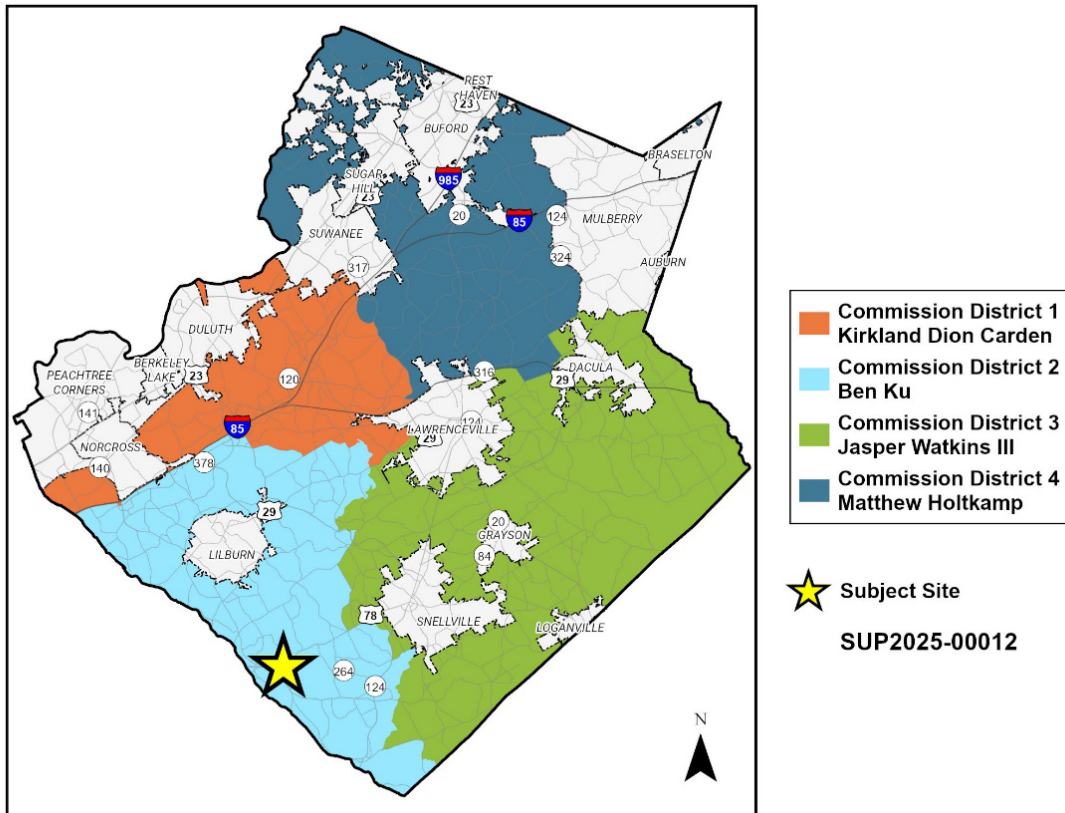 REST
HAVEN
23
BUFORD
BRASELTON
SUGAR
HILL
23
985
20
85
124
MULBERRY
SUWANEE
324
AUBURN
317
DULUTH
BERKELEY
LAKE
23
PEACHTREE
CORNERS
141
120
316
DACULA
29
124
LAWRENCEVILLE
29
85
NORCROSS
140
378
29
LILBURN
20
GRAYSON
84
78
SNELLVILLE
LOGANVILLE
264
124
N
Commission District 1
Kirkland Dion Carden
Commission District 2
Ben Ku
Commission District 3
Jasper Watkins III
Commission District 4
Matthew Holtkamp
Subject Site
SUP2025-00012